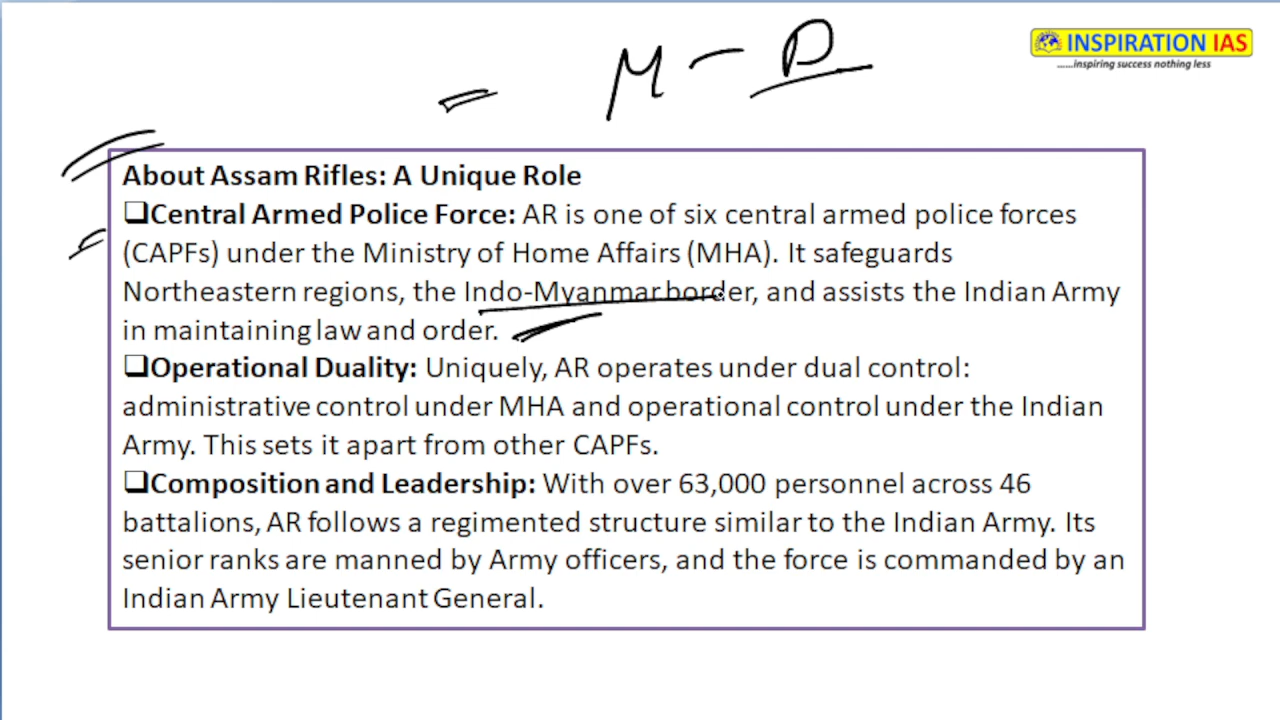 M - D
INSPIRATION IAS
.....inspiring success nothing less
About Assam Rifles: A Unique Role
❑Central Armed Police Force: AR is one of six central armed police forces
(CAPFs) under the Ministry of Home Affairs (MHA). It safeguards
Northeastern regions, the Indo-Myanmar border, and assists the Indian Army
in maintaining law and order.
❑Operational Duality: Uniquely, AR operates under dual control:
administrative control under MHA and operational control under the Indian
Army. This sets it apart from other CAPFs.
❑Composition and Leadership: With over 63,000 personnel across 46
battalions, AR follows a regimented structure similar to the Indian Army. Its
senior ranks are manned by Army officers, and the force is commanded by an
Indian Army Lieutenant General.